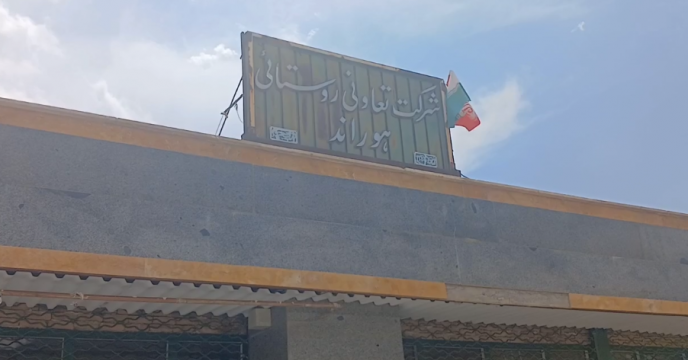 شرکت تعاونی روستائی
هوراند